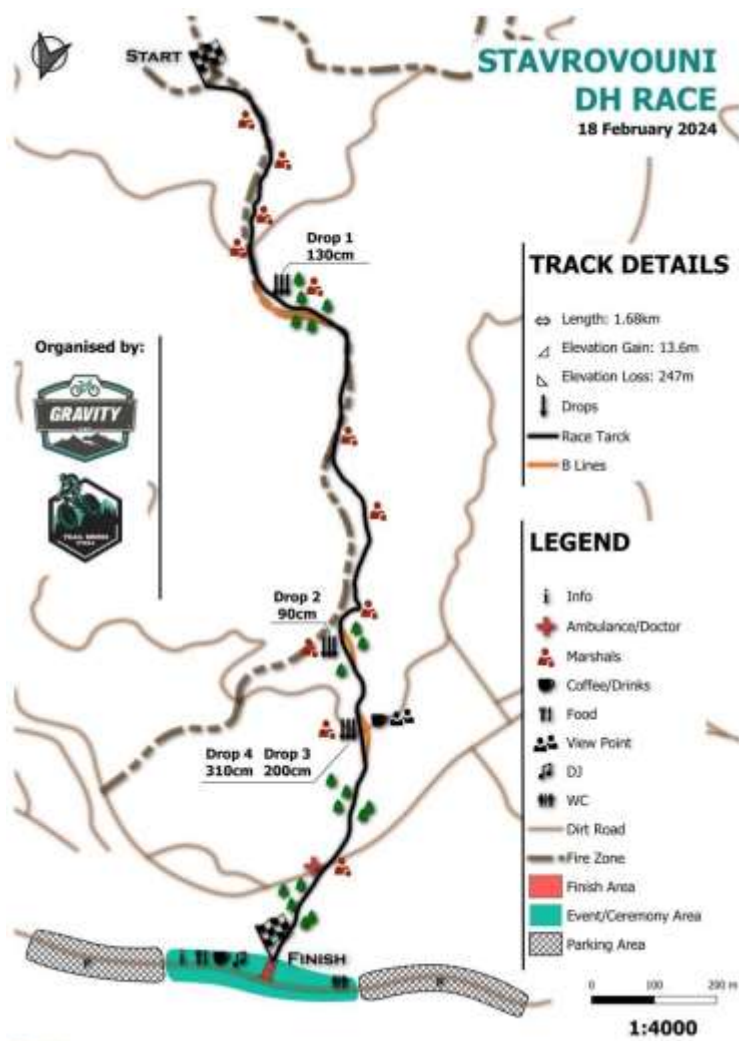 START
STAVROVOUNI
DH RACE
18 February 2024
Drop 1
130cm
TRACK DETAILS
Length: 1.68km
Elevation Gain: 13.6m
Elevation Loss: 247m
Drops
Race Tarck
B Lines
Organised by:
GRAVITY
LEGEND
Info
Ambulance/Doctor
Marshals
Coffee/Drinks
Food
View Point
DJ
WC
Dirt Road
Fire Zone
Finish Area
Event/Ceremony Area
Parking Area
Drop 2
90cm
Drop 4 Drop 3
310cm 200cm
FINISH
P
P
0 100 200 m
1:4000